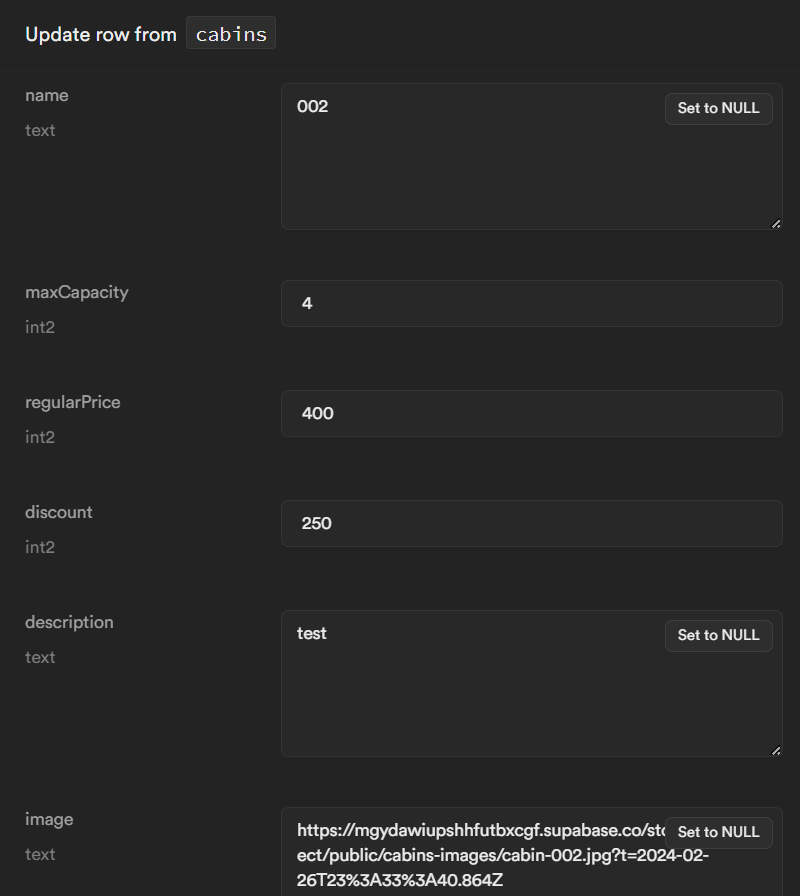 Update row from cabins
name
text
002
Set to NULL
maxCapacity
int2
4
regularPrice
int2
400
discount
int2
250
description
text
test
Set to NULL
image
text
https://mgydawiupshhfutbxcgf.supabase.co/sto
Set to NULL
ect/public/cabins-images/cabin-002.jpg?t=2024-02-
26T23%3A33%3A40.864Z